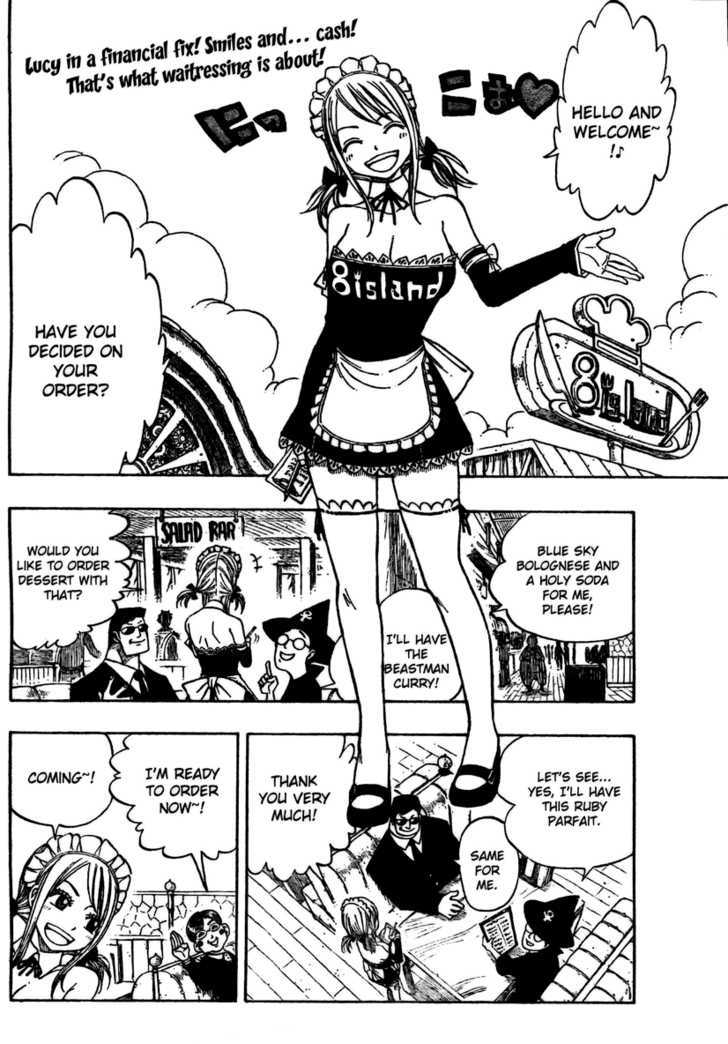 Lucy in a financial fix! Smiles and... cash!
That's what waitressing is about!
にっ
こぉ♥
HELLO AND
WELCOME~
!♪
8island
8island
HAVE YOU
DECIDED ON
YOUR
ORDER?
SALAD BAR
WOULD YOU
LIKE TO ORDER
DESSERT WITH
THAT?
BLUE SKY
BOLOGNESE AND
A HOLY SODA
FOR ME,
PLEASE!
I'LL HAVE
THE
BEASTMAN
CURRY!
COMING~!
I'M READY
TO ORDER
NOW~!
THANK
YOU VERY
MUCH!
LET'S SEE...
YES, I'LL HAVE
THIS RUBY
PARFAIT.
SAME
FOR
ME.